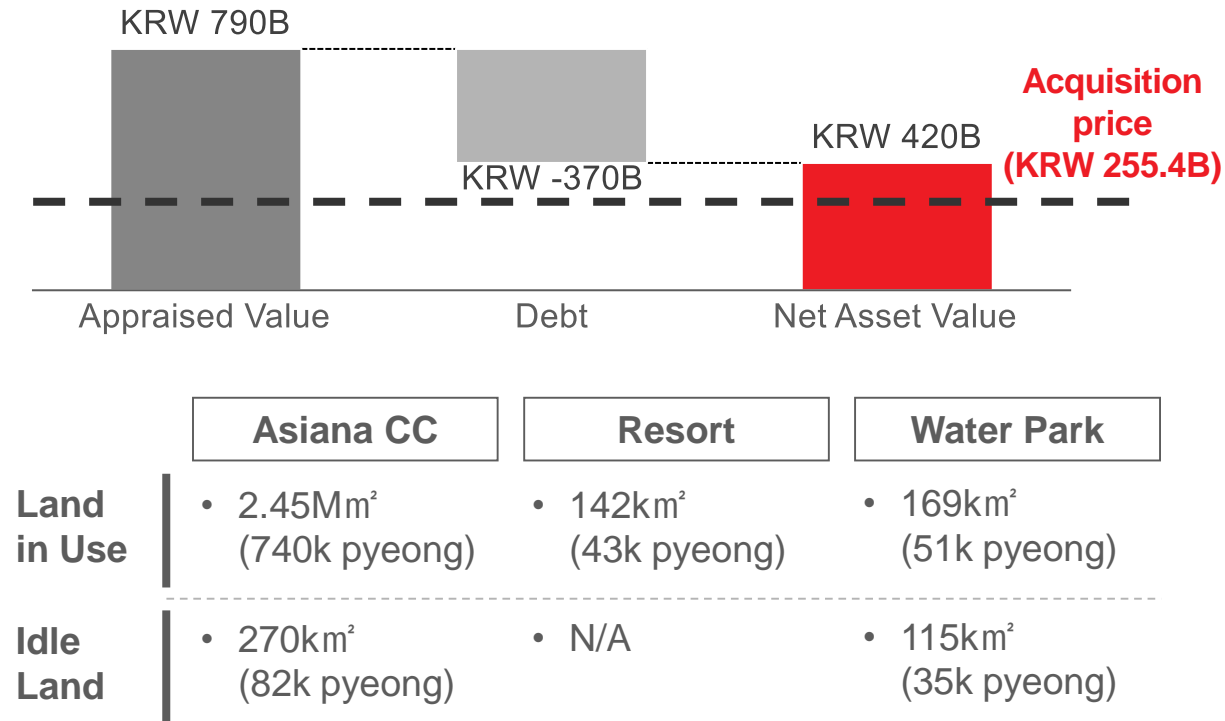 KRW 790B
Acquisition
price
(KRW 255.4B)
KRW 420B
KRW -370B
Appraised Value
Debt
Net Asset Value
Asiana CC
Resort
Water Park
Land
in Use
• 2.45M㎡
(740k pyeong)
• 142k㎡
(43k pyeong)
• 169k㎡
(51k pyeong)
Idle
Land
• 270k㎡
(82k pyeong)
• N/A
• 115k㎡
(35k pyeong)